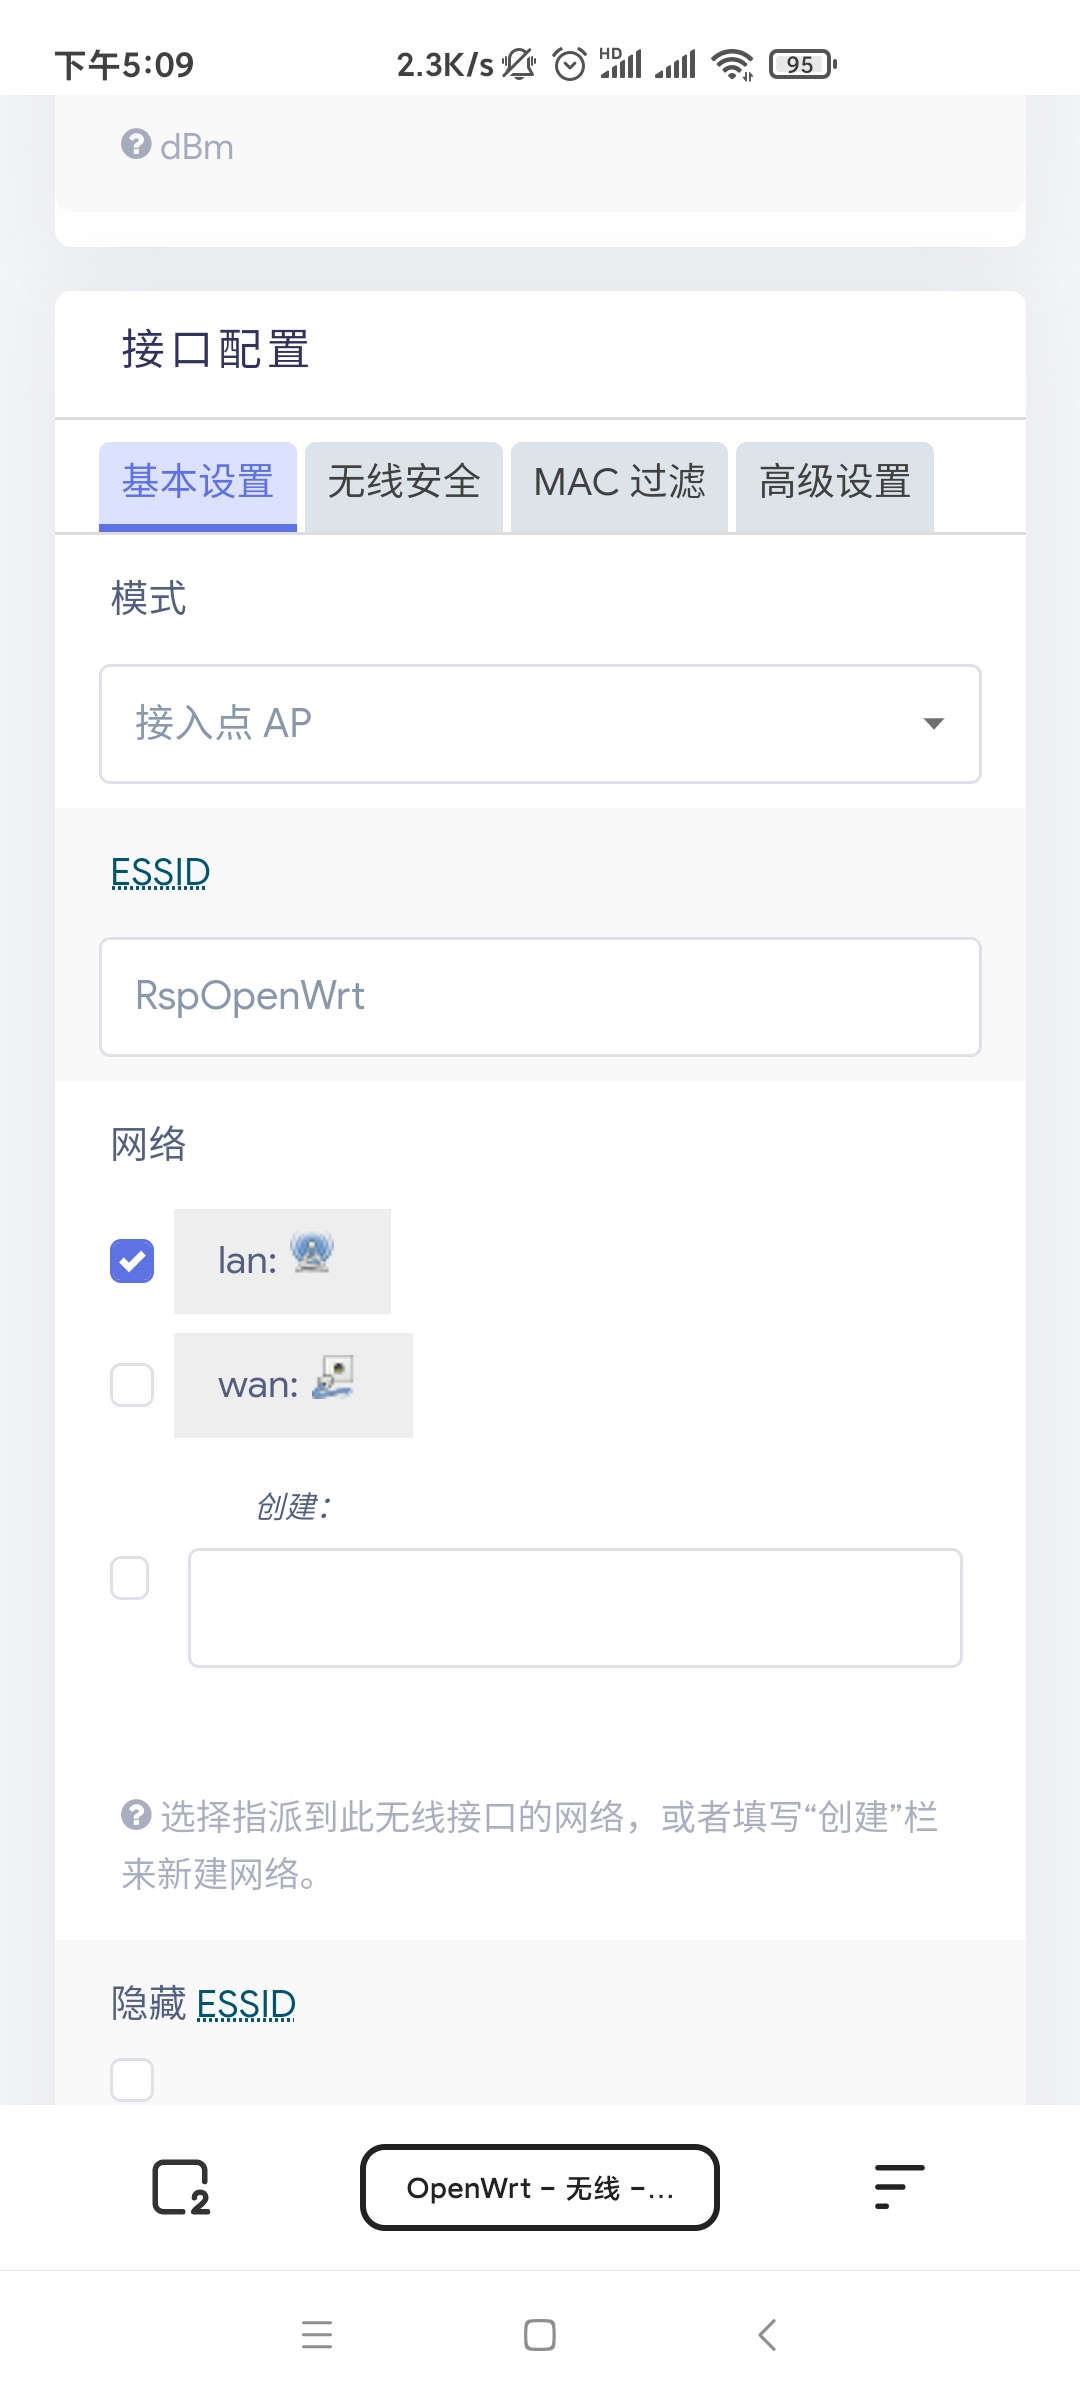 下午5:09 2.3K/s HD 95
dBm
接口配置
基本设置 无线安全 MAC 过滤 高级设置
模式
接入点 AP
ESSID
RspOpenWrt
网络
lan:
wan:
创建：
选择指派到此无线接口的网络，或者填写“创建”栏
来新建网络。
隐藏 ESSID
2 OpenWrt – 无线 –...